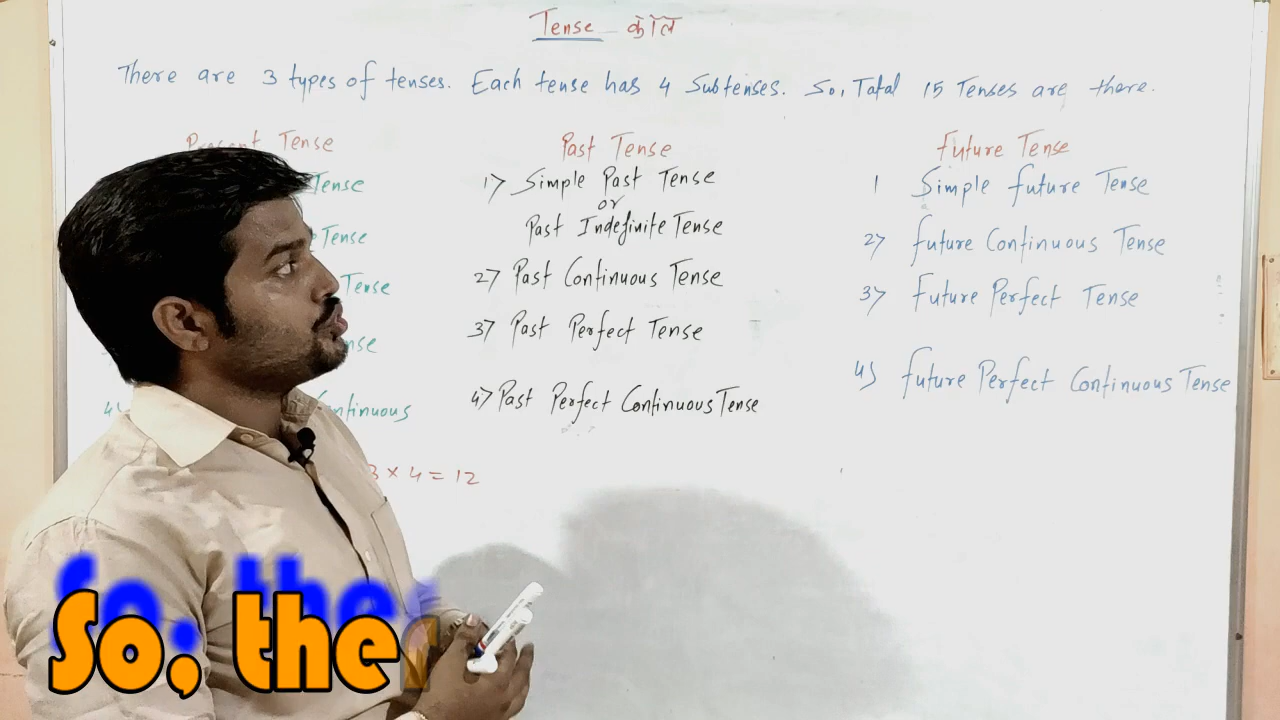 Tense काल
There are 3 types of tenses. Each tense has 4 Subtenses. So, Total 15 Tenses are there.
Present Tense
Past Tense
Future Tense
Tense
1) Simple Past Tense
1 Simple future Tense
or
Past Indefinite Tense
Tense
2) future Continuous Tense
2) Past Continuous Tense
Tense
3) Future Perfect Tense
3) Past Perfect Tense
4) future Perfect Continuous Tense
4) Past Perfect Continuous Tense
4) Continuous
3 × 4 = 12
So, the